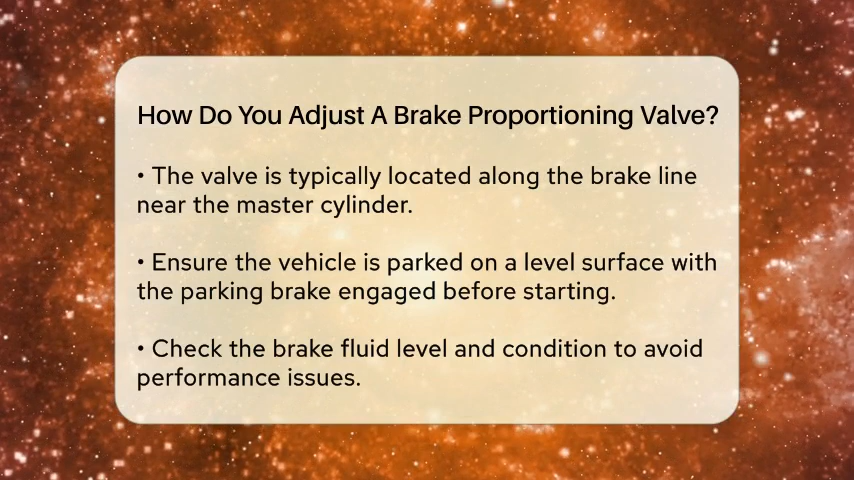 How Do You Adjust A Brake Proportioning Valve?
• The valve is typically located along the brake line
near the master cylinder.
• Ensure the vehicle is parked on a level surface with
the parking brake engaged before starting.
• Check the brake fluid level and condition to avoid
performance issues.